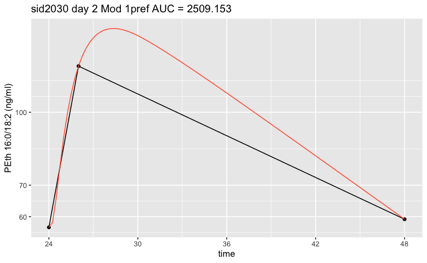 sid2030 day 2 Mod 1pref AUC = 2509.153
PEth 16:0/18:2 (ng/ml)
100
70
60
24 30 36 42 48
time